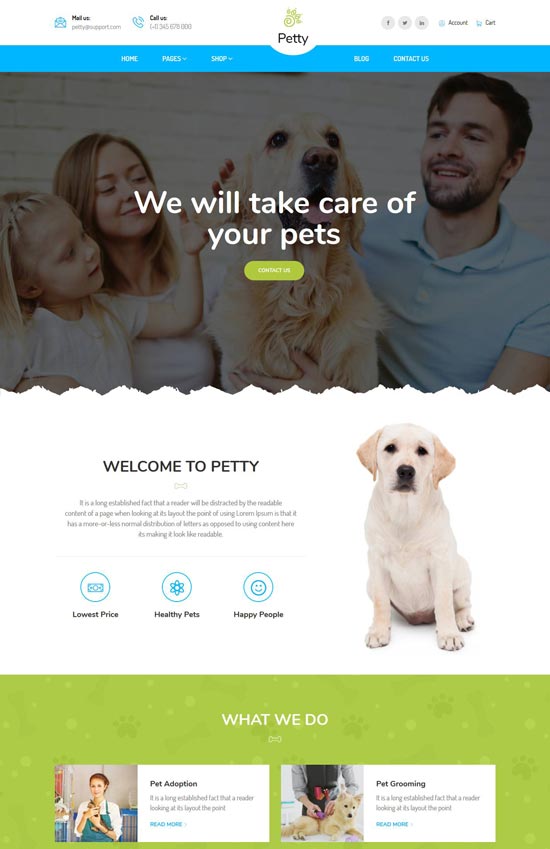 Mail us:
petty@support.com
Call us:
(+1) 345 678 000
Petty
f
in
Account
Cart
HOME
PAGES
SHOP
BLOG
CONTACT US
We will take care of
your pets
CONTACT US
WELCOME TO PETTY
It is a long established fact that a reader will be distracted by the readable
content of a page when looking at its layout the point of using Lorem Ipsum is that it
has a more-or-less normal distribution of letters as opposed to using content here
its making it look like readable.
Lowest Price
Healthy Pets
Happy People
WHAT WE DO
Pet Adoption
It is a long established fact that a reader
looking at its layout the point
READ MORE
Pet Grooming
It is a long established fact that a reader
looking at its layout the point
READ MORE